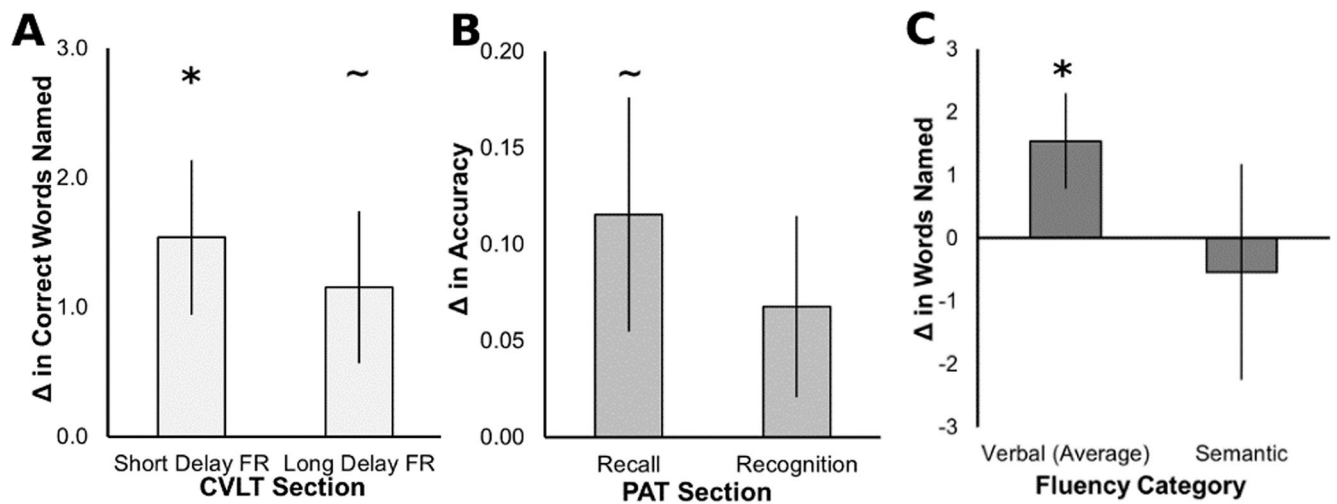 A
Δ in Correct Words Named
3.0
2.0
1.0
0.0
*
~
Short Delay FR Long Delay FR
CVLT Section
B
Δ in Accuracy
0.20
0.15
0.10
0.05
0.00
~
Recall Recognition
PAT Section
C
Δ in Words Named
3
2
1
0
-1
-2
-3
*
Verbal (Average) Semantic
Fluency Category